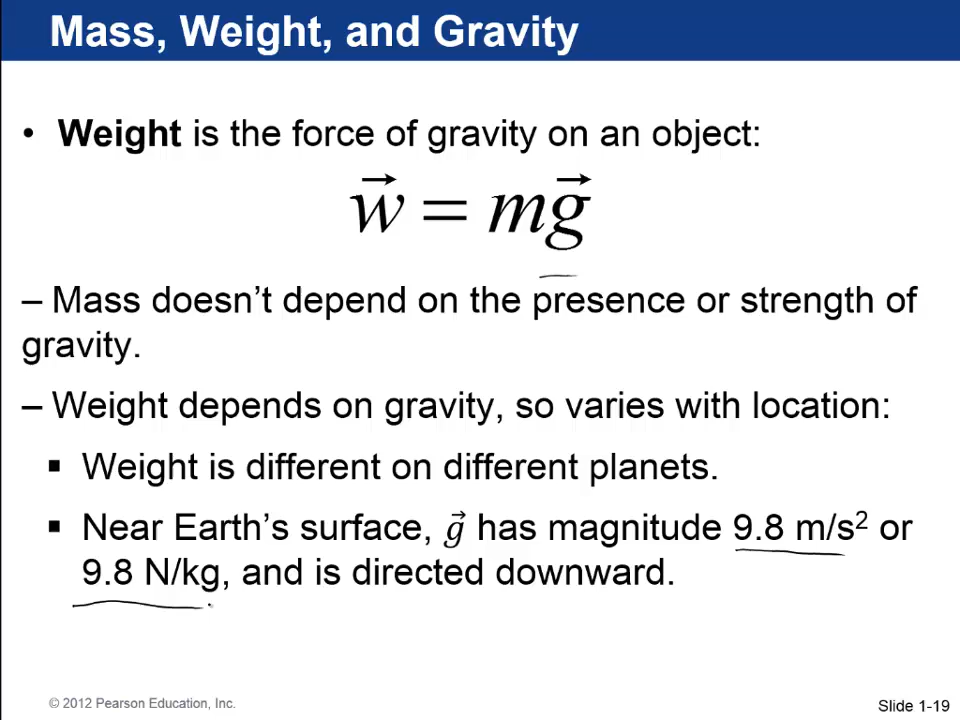 Mass, Weight, and Gravity
• Weight is the force of gravity on an object:
w⃗ = mg⃗
– Mass doesn’t depend on the presence or strength of
gravity.
– Weight depends on gravity, so varies with location:
▪ Weight is different on different planets.
▪ Near Earth’s surface, g⃗ has magnitude 9.8 m/s² or
9.8 N/kg, and is directed downward.
© 2012 Pearson Education, Inc.
Slide 1-19